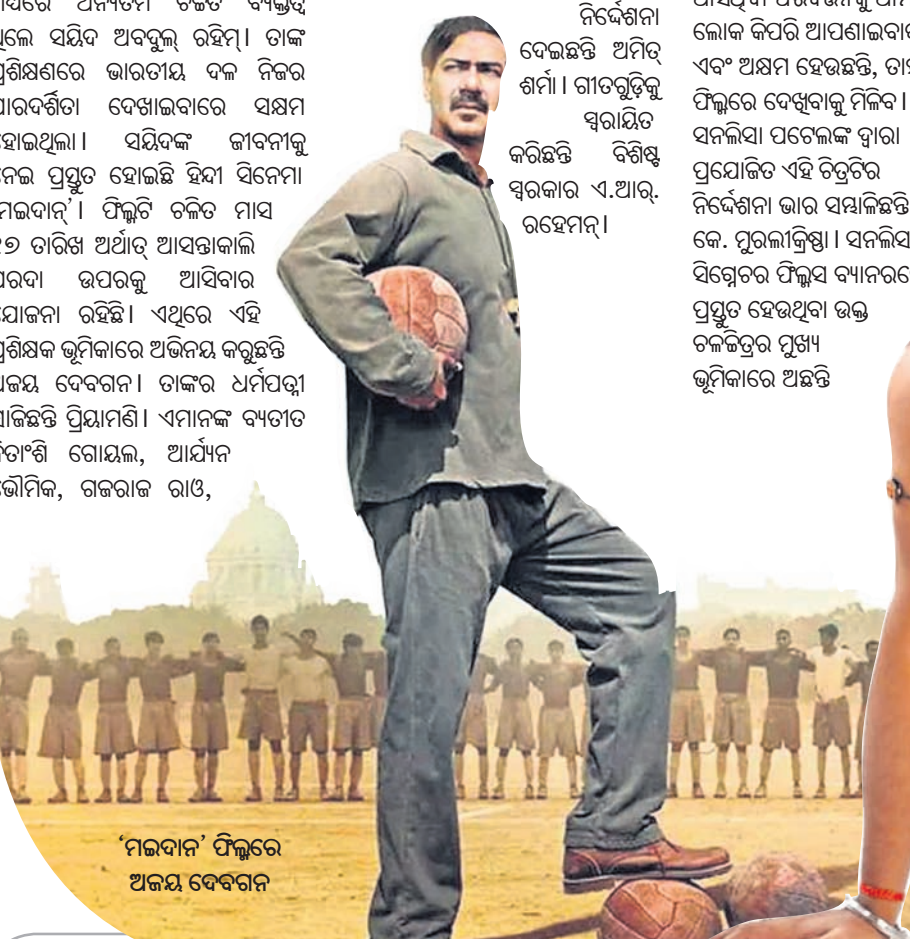 ଅନ୍ୟତମ ଚର୍ଚ୍ଚିତ ବ୍ୟକ୍ତିତ୍ୱ
ଥିଲେ ସୟିଦ ଅବଦୁଲ୍ ରହିମ୍। ତାଙ୍କ
ପ୍ରଶିକ୍ଷଣରେ ଭାରତୀୟ ଦଳ ନିଜର
ପାରଦର୍ଶିତା ଦେଖାଇବାରେ ସକ୍ଷମ
ହୋଇଥିଲା। ସୟିଦଙ୍କ ଜୀବନୀକୁ
ନେଇ ପ୍ରସ୍ତୁତ ହୋଇଛି ହିନ୍ଦୀ ସିନେମା
‘ମଇଦାନ’। ଫିଲ୍ମଟି ଚଳିତ ମାସ
୧୭ ତାରିଖ ଅର୍ଥାତ୍ ଆସନ୍ତାକାଲି
ପରଦା ଉପରକୁ ଆସିବାର
ଯୋଜନା ରହିଛି। ଏଥିରେ ଏହି
ପ୍ରଶିକ୍ଷକ ଭୂମିକାରେ ଅଭିନୟ କରୁଛନ୍ତି
ଅଜୟ ଦେବଗନ। ତାଙ୍କର ଧର୍ମପତ୍ନୀ
ସାଜିଛନ୍ତି ପ୍ରିୟାମଣି। ଏମାନଙ୍କ ବ୍ୟତୀତ
ଗୋୟଲ, ଆର୍ଯ୍ୟନ
ଭୌମିକ, ଗଜରାଜ ରାଓ,
ନିର୍ଦ୍ଦେଶନା
ଦେଇଛନ୍ତି ଅମିତ୍
ଶର୍ମା। ଗୀତଗୁଡ଼ିକୁ
ସ୍ୱରାୟିତ
କରିଛନ୍ତି ବିଶିଷ୍ଟ
ସ୍ୱରକାର ଏ.ଆର୍.
ରହେମନ୍।
‘ମଇଦାନ’ ଫିଲ୍ମରେ
ଅଜୟ ଦେବଗନ
ଲୋକ କିପରି ଆପଣାଇବାକୁ
ଏବଂ ଅକ୍ଷମ ହେଉଛନ୍ତି,
ଫିଲ୍ମରେ ଦେଖିବାକୁ ମିଳିବ।
ସନଲିସା ପଟେଲଙ୍କ ଦ୍ୱାରା
ପ୍ରଯୋଜିତ ଏହି ଚିତ୍ରଟିର
ନିର୍ଦ୍ଦେଶନା ଭାର ସମ୍ଭାଳିଛନ୍ତି
କେ. ମୁରଲୀକ୍ରିଷ୍ଣା। ସନଲିସା
ସିଗ୍ନେଚର ଫିଲ୍ମସ ବ୍ୟାନରରେ
ପ୍ରସ୍ତୁତ ହେଉଥିବା ଉକ୍ତ
ଚଳଚ୍ଚିତ୍ରର ମୁଖ୍ୟ
ଭୂମିକାରେ ଅଛନ୍ତି